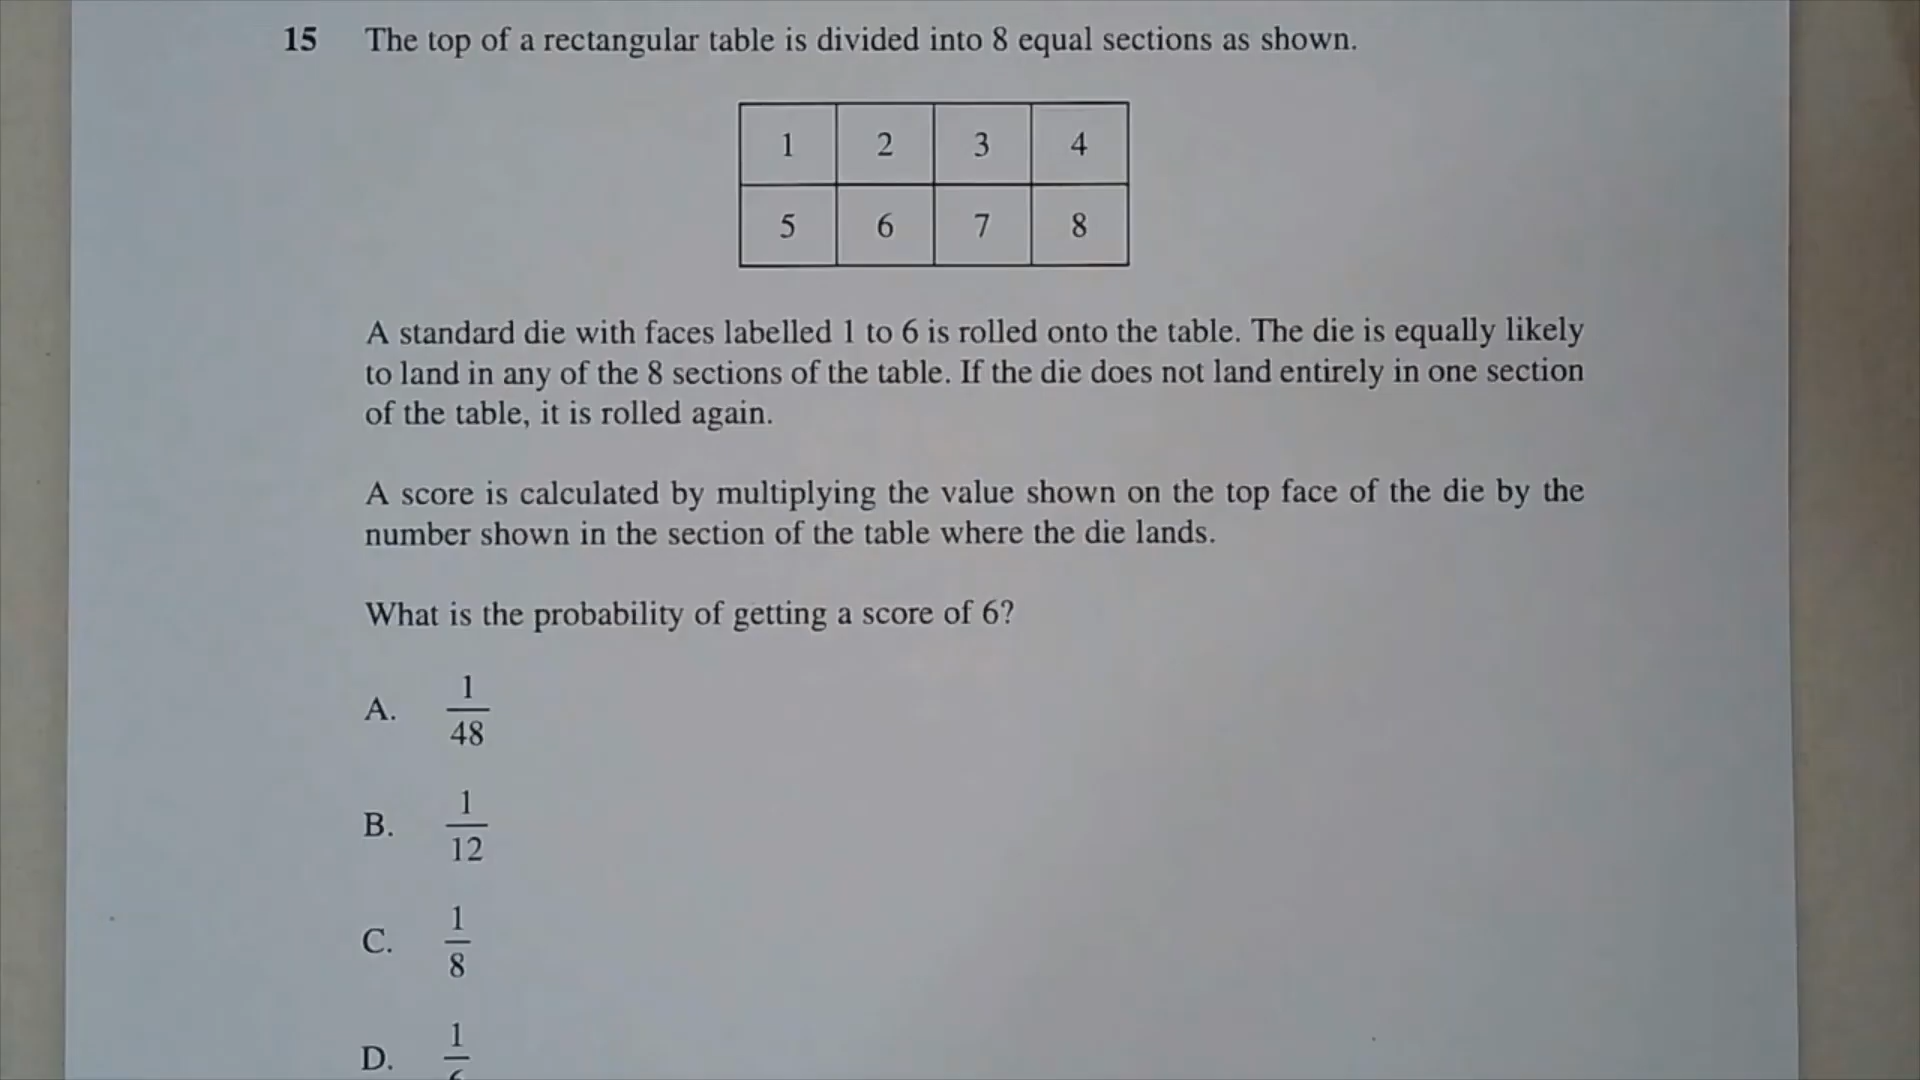 15 The top of a rectangular table is divided into 8 equal sections as shown.
1 2 3 4
5 6 7 8
A standard die with faces labelled 1 to 6 is rolled onto the table. The die is equally likely
to land in any of the 8 sections of the table. If the die does not land entirely in one section
of the table, it is rolled again.
A score is calculated by multiplying the value shown on the top face of the die by the
number shown in the section of the table where the die lands.
What is the probability of getting a score of 6?
A. 1/48
B. 1/12
C. 1/8
D. 1